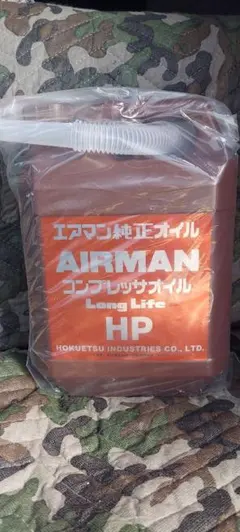 エアマン純正オイル
AIRMAN
コンプレッサオイル
Long Life
HP
HOKUETSU INDUSTRIES CO., LTD.